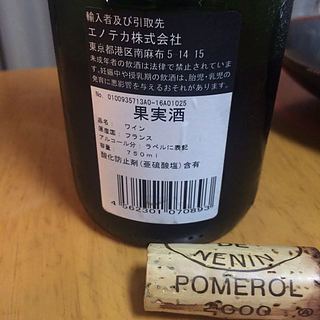 輸入者及び引取先
エノテカ株式会社
東京都港区南麻布5 14 15
未成年者の飲酒は法律で禁止されています。
妊娠中や授乳期の飲酒は、胎児・乳児の
発育に悪影響を与えるおそれがあります。
No. 0100935713A0-16A01025
果実酒
品名: ワイン
原産国: フランス
アルコール分: ラベルに表記
容量: 750ml
酸化防止剤(亜硫酸塩)含有
4 562301 070893
DE
NENIN
POMEROL
2000